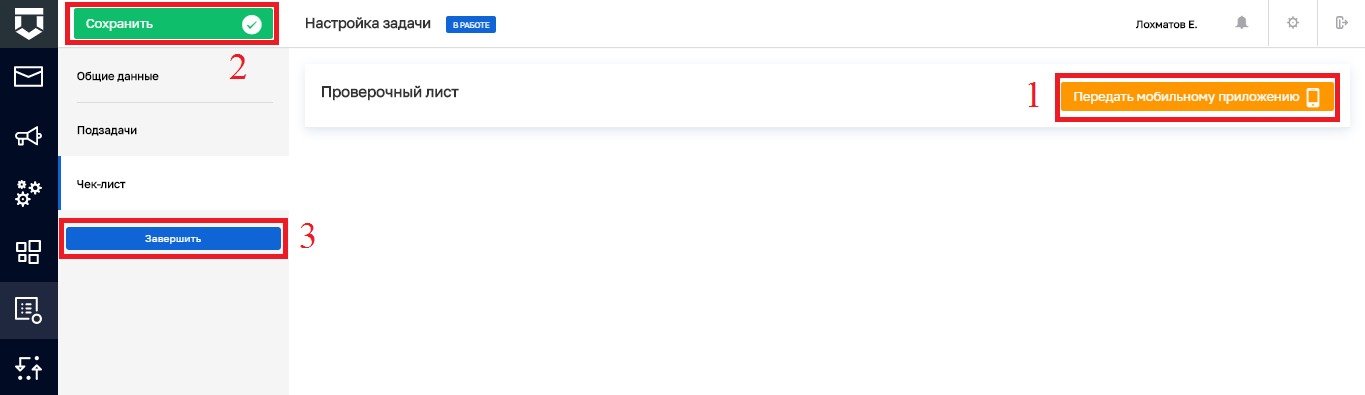 Сохранить
Настройка задачи
В РАБОТЕ
Лохматов Е.
2
Общие данные
Проверочный лист
1
Передать мобильному приложению
Подзадачи
Чек-лист
Завершить
3